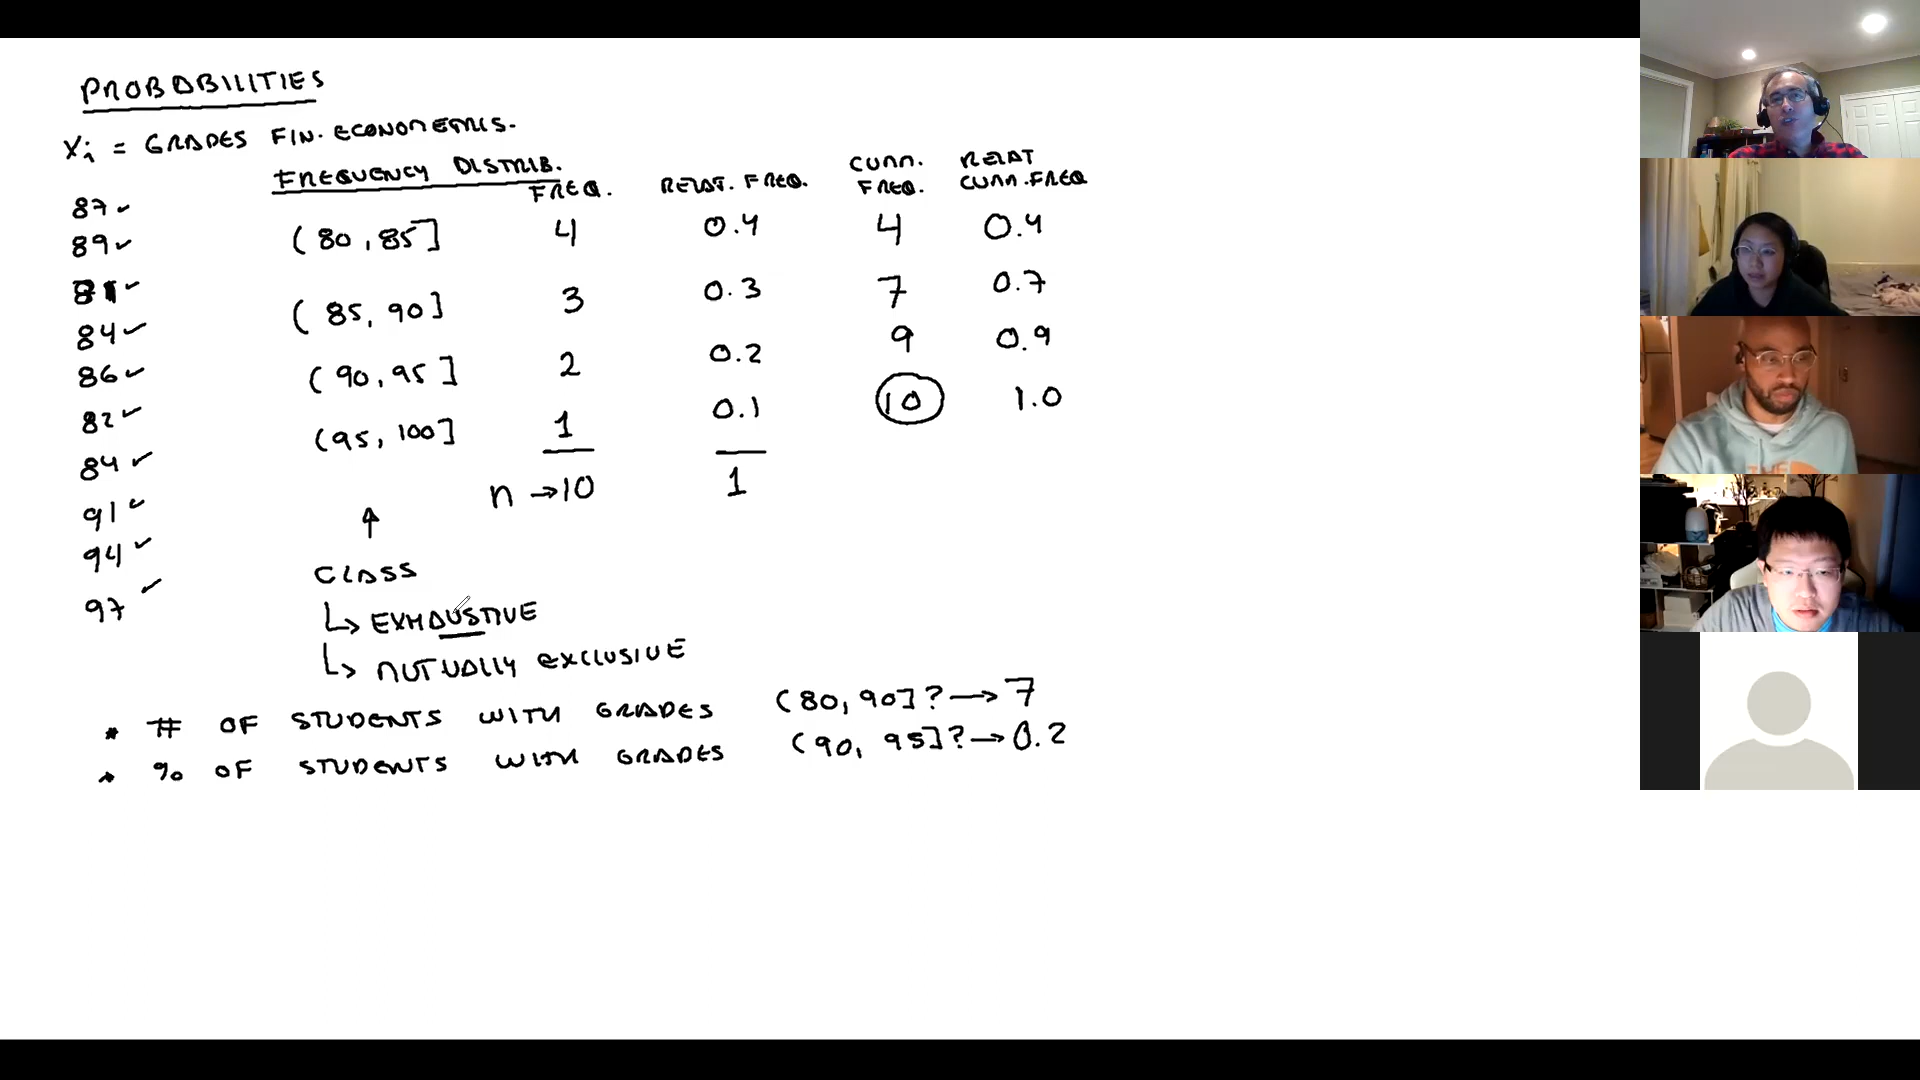 PROBABILITIES
Xi = GRADES FIN. ECONOMETRICS.
FREQUENCY DISTRIB.
FREQ. RELAT. FREQ. CUMM. FREQ. RELAT CUMM. FREQ
87
89
81
84
86
82
84
91
94
97
(80, 85] 4 0.4 4 0.4
(85, 90] 3 0.3 7 0.7
(90, 95] 2 0.2 9 0.9
(95, 100] 1 0.1 10 1.0
n → 10 1
↑
CLASS
↳ EXHAUSTIVE
↳ MUTUALLY EXCLUSIVE
* # OF STUDENTS WITH GRADES (80, 90]? → 7
* % OF STUDENTS WITH GRADES (90, 95]? → 0.2